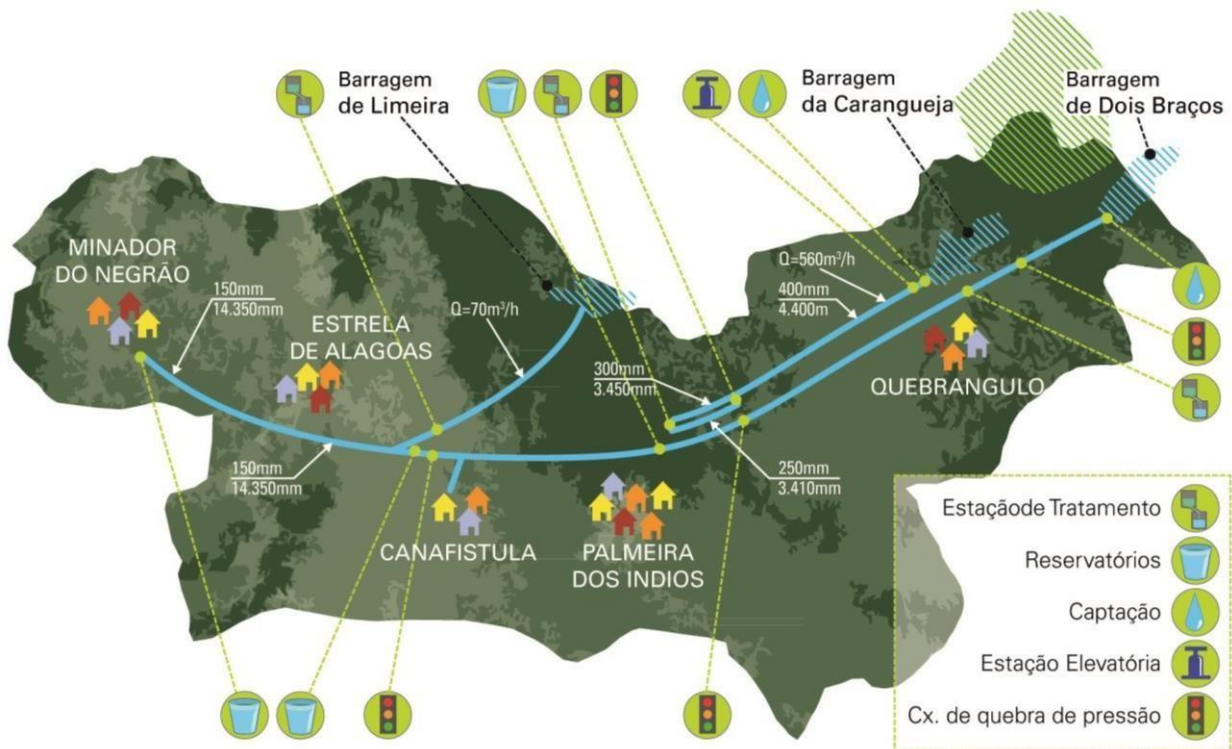 Barragem
de Limeira
Barragem
da Carangueja
Barragem
de Dois Braços
MINADOR
DO NEGRÃO
150mm
14.350mm
ESTRELA
DE ALAGOAS
Q=70m³/h
Q=560m³/h
400mm
4.400m
300mm
3.450mm
QUEBRANGULO
150mm
14.350mm
250mm
3.410mm
CANAFISTULA
PALMEIRA
DOS INDIOS
Estaçãode Tratamento
Reservatórios
Captação
Estação Elevatória
Cx. de quebra de pressão